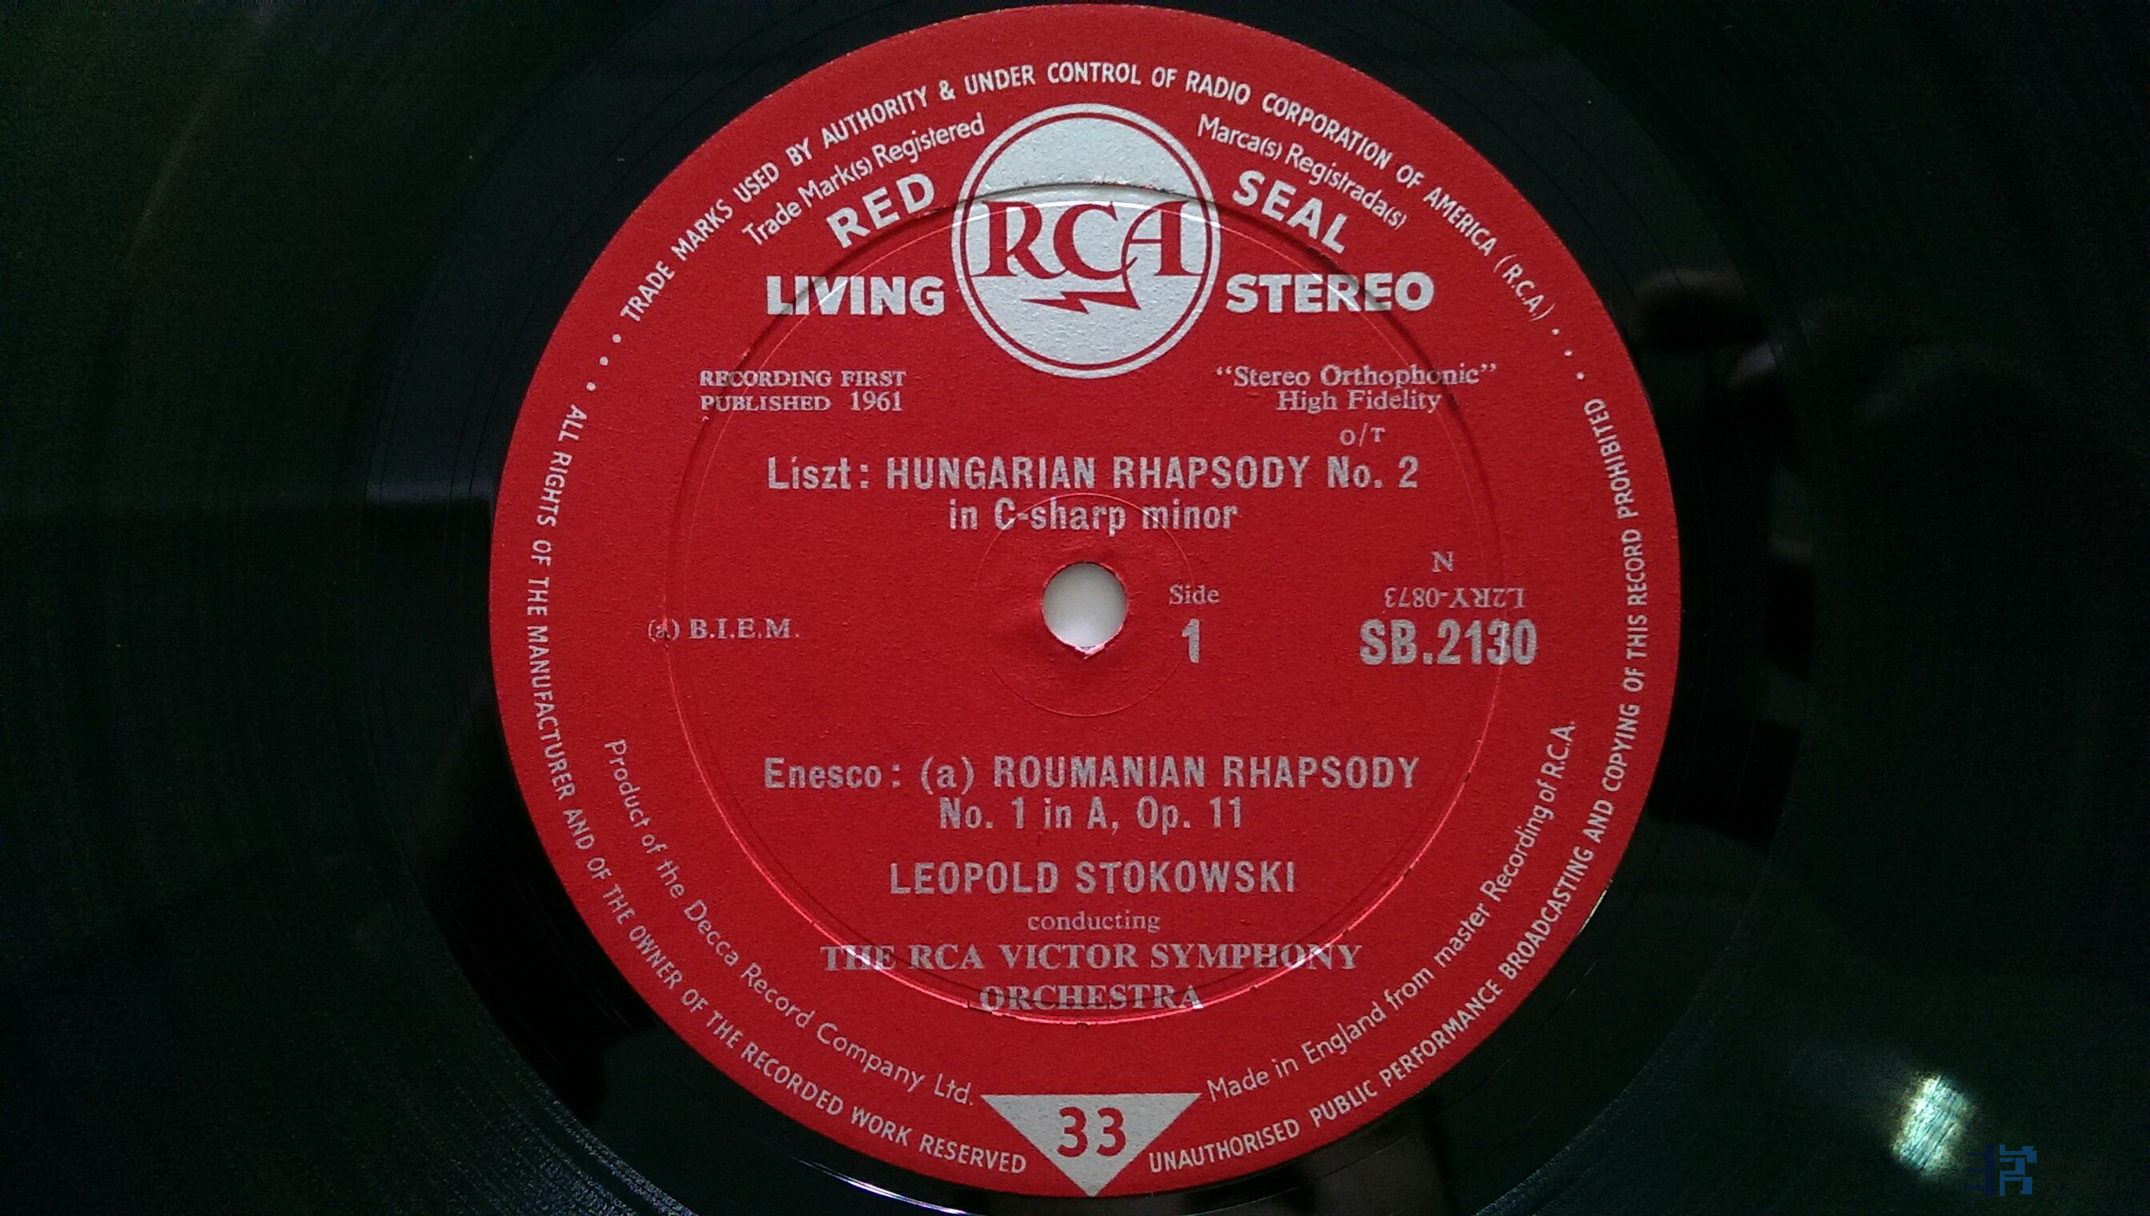 TRADE MARKS USED BY AUTHORITY & UNDER CONTROL OF RADIO CORPORATION OF AMERICA (R.C.A.)
Trade Mark(s) Registered
Marca(s) Registrada(s)
RED SEAL
RCA
LIVING STEREO
RECORDING FIRST
PUBLISHED 1961
"Stereo Orthophonic"
High Fidelity
O/T
Liszt: HUNGARIAN RHAPSODY No. 2
in C-sharp minor
N
L2RY-0873
Side
1
SB.2130
(a) B.I.E.M.
Enesco: (a) ROUMANIAN RHAPSODY
No. 1 in A, Op. 11
LEOPOLD STOKOWSKI
conducting
THE RCA VICTOR SYMPHONY
ORCHESTRA
Product of the Decca Record Company Ltd.
Made in England from master Recording of R.C.A.
33
ALL RIGHTS OF THE MANUFACTURER AND OF THE OWNER OF THE RECORDED WORK RESERVED
UNAUTHORISED PUBLIC PERFORMANCE BROADCASTING AND COPYING OF THIS RECORD PROHIBITED